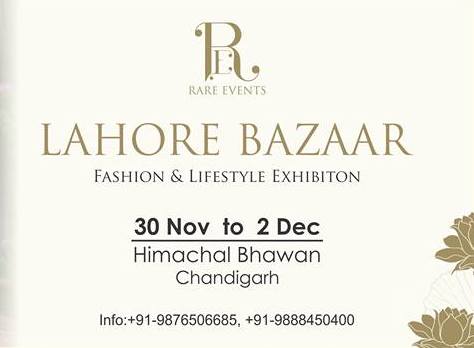 RE
RARE EVENTS
LAHORE BAZAAR
FASHION & LIFESTYLE EXHIBITON
30 Nov to 2 Dec
Himachal Bhawan
Chandigarh
Info:+91-9876506685, +91-9888450400